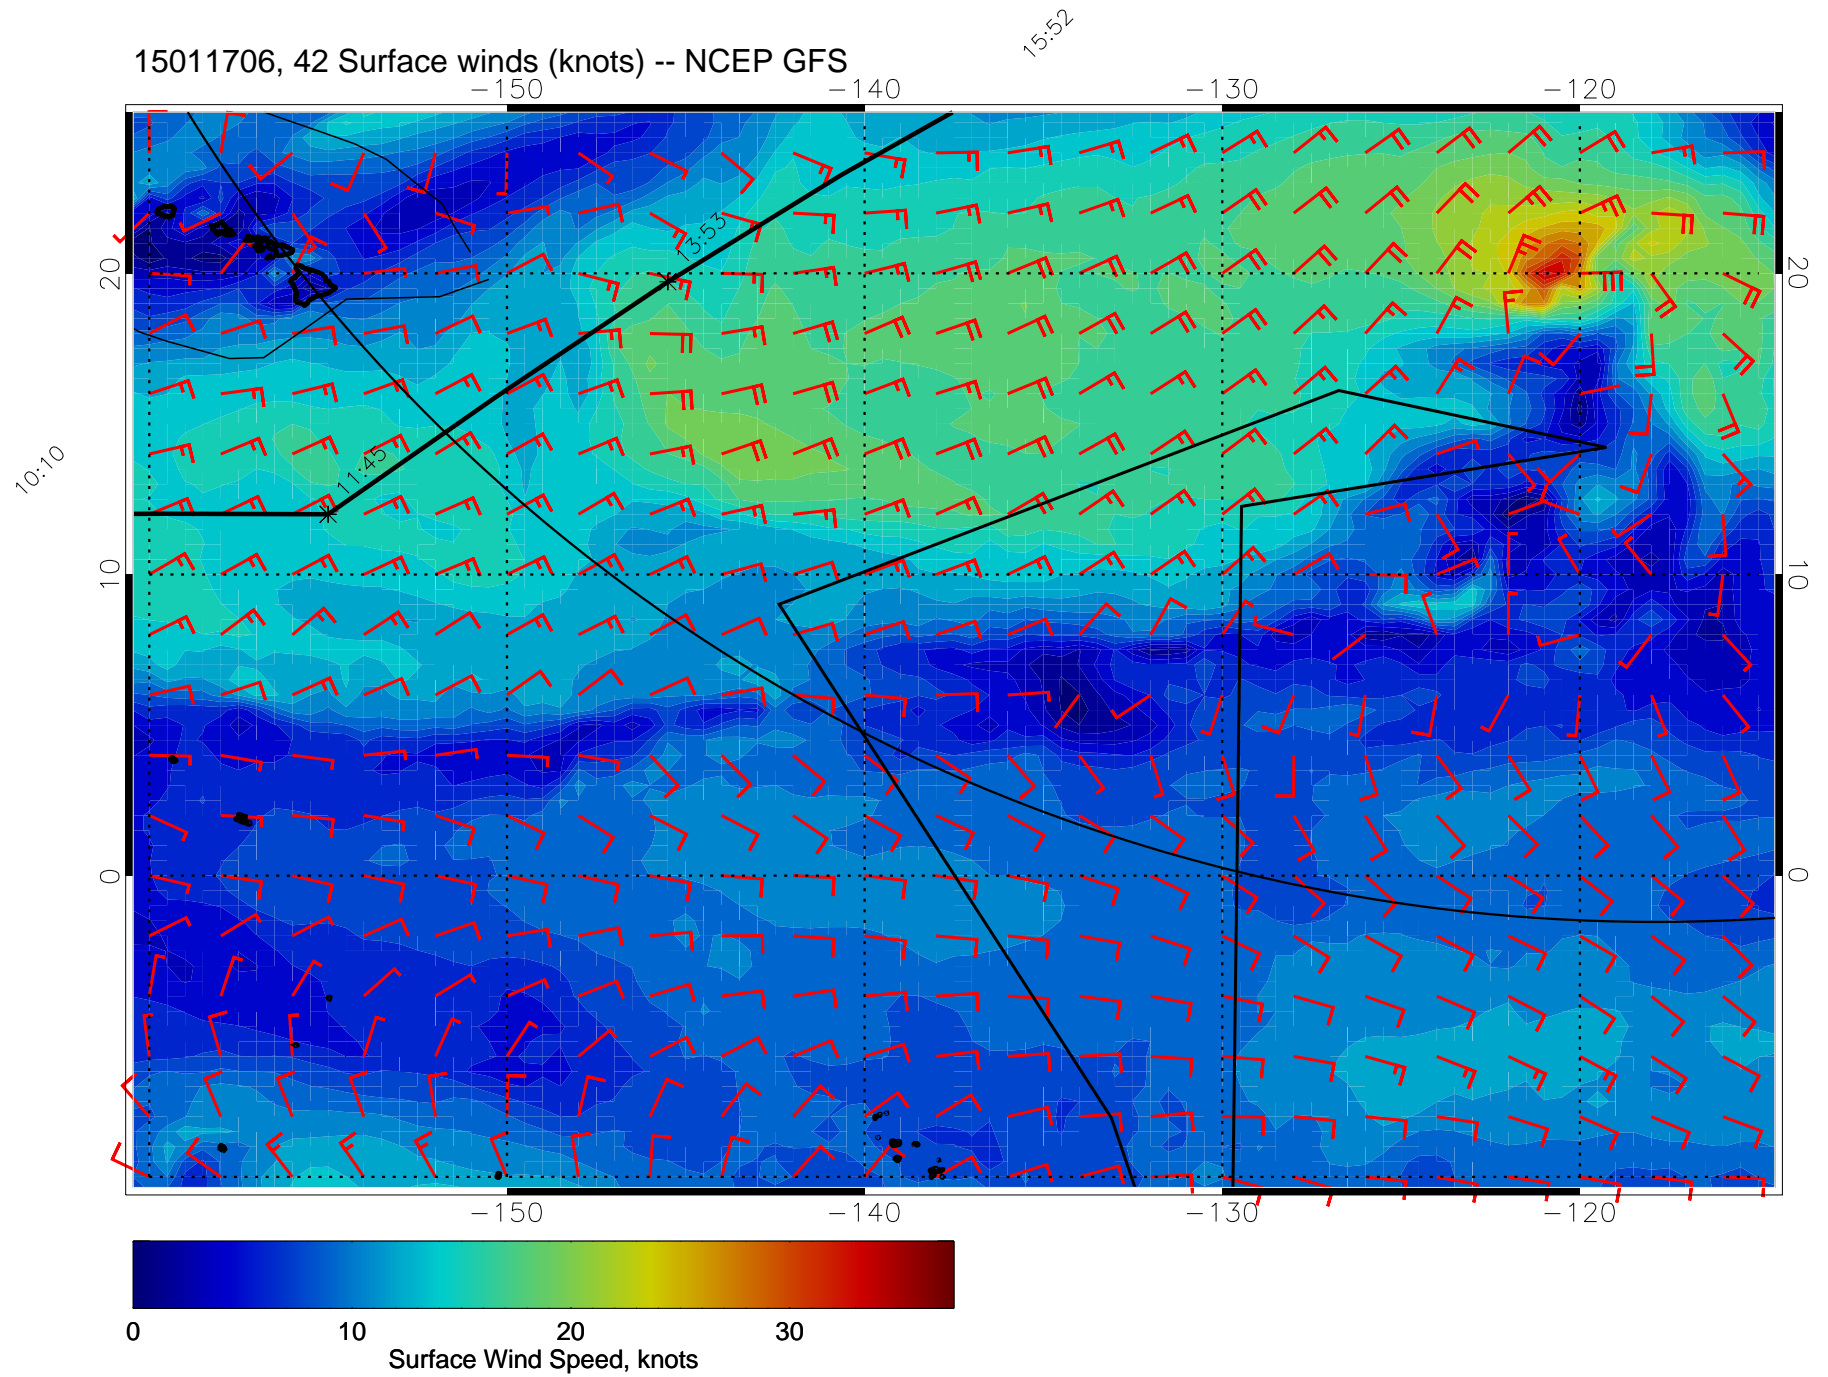 15:52
15011706, 42 Surface winds (knots) -- NCEP GFS
-150 -140 -130 -120
13:53
20 20
11:45
10:10
10 10
0 0
-150 -140 -130 -120
0 10 20 30
Surface Wind Speed, knots